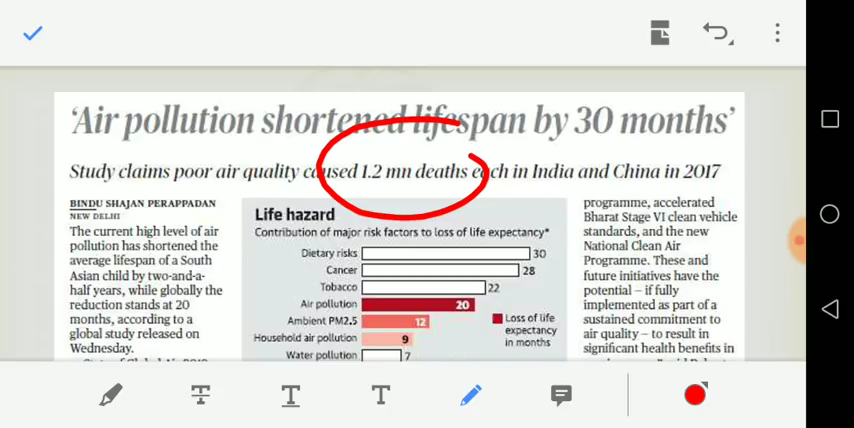 'Air pollution shortened lifespan by 30 months'
Study claims poor air quality caused 1.2 mn deaths each in India and China in 2017
BINDU SHAJAN PERAPPADAN
NEW DELHI
The current high level of air
pollution has shortened the
average lifespan of a South
Asian child by two-and-a-
half years, while globally the
reduction stands at 20
months, according to a
global study released on
Wednesday.
Life hazard
Contribution of major risk factors to loss of life expectancy*
Dietary risks 30
Cancer 28
Tobacco 22
Air pollution 20
Ambient PM2.5 12
Household air pollution 9
Water pollution 7
Loss of life
expectancy
in months
programme, accelerated
Bharat Stage VI clean vehicle
standards, and the new
National Clean Air
Programme. These and
future initiatives have the
potential – if fully
implemented as part of a
sustained commitment to
air quality – to result in
significant health benefits in
T
T
T